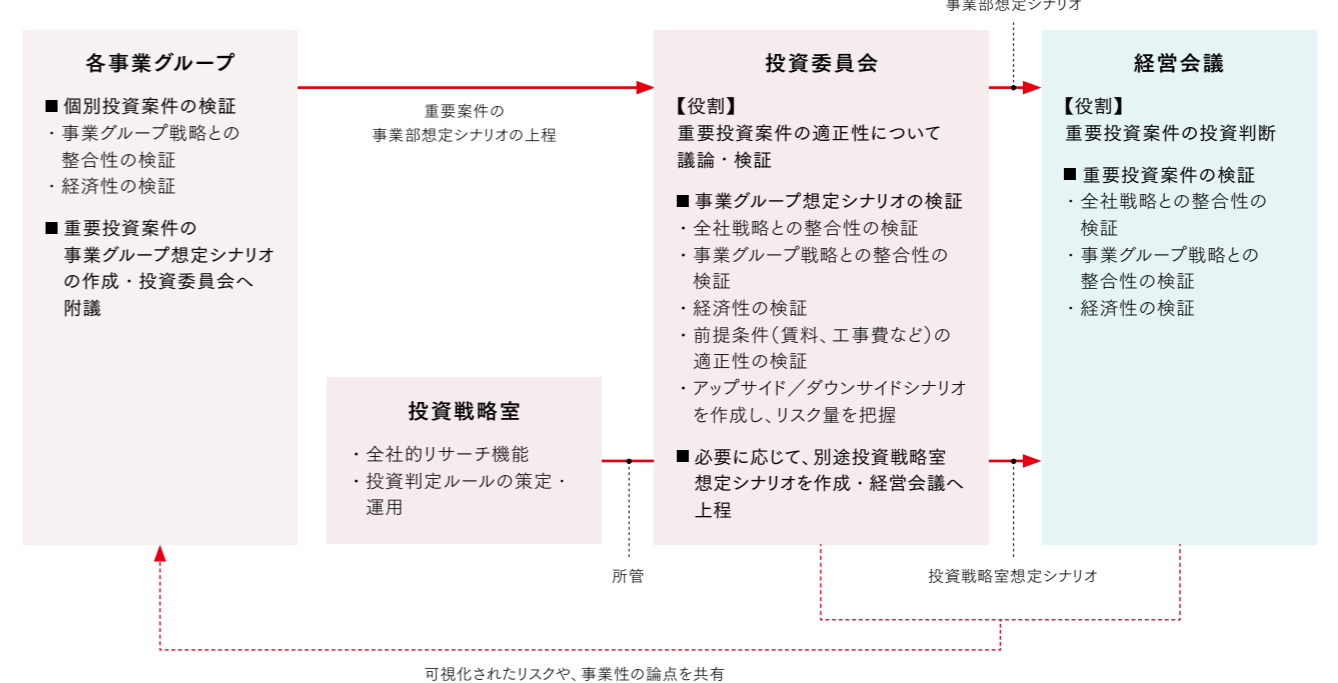 事業部想定シナリオ
各事業グループ
■個別投資案件の検証
・事業グループ戦略との
整合性の検証
・経済性の検証
■重要投資案件の
事業グループ想定シナリオ
の作成・投資委員会へ
附議
重要案件の
事業部想定シナリオの上程
投資戦略室
・全社的リサーチ機能
・投資判定ルールの策定・
運用
所管
投資委員会
【役割】
重要投資案件の適正性について
議論・検証
■事業グループ想定シナリオの検証
・全社戦略との整合性の検証
・事業グループ戦略との整合性の
検証
・経済性の検証
・前提条件(賃料、工事費など)の
適正性の検証
・アップサイド／ダウンサイドシナリオ
を作成し、リスク量を把握
■必要に応じて、別途投資戦略室
想定シナリオを作成・経営会議へ
上程
経営会議
【役割】
重要投資案件の投資判断
■重要投資案件の検証
・全社戦略との整合性の
検証
・事業グループ戦略との
整合性の検証
・経済性の検証
投資戦略室想定シナリオ
可視化されたリスクや、事業性の論点を共有